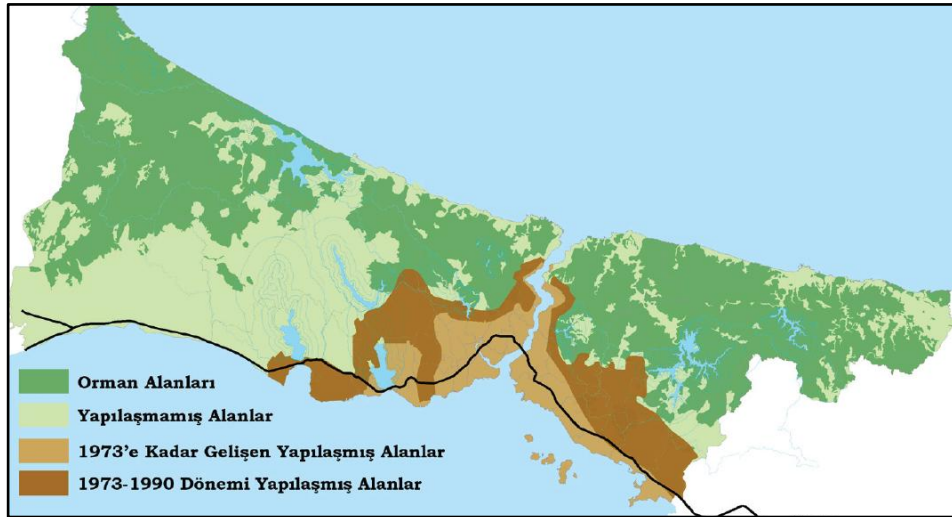 Orman Alanları
Yapılaşmamış Alanlar
1973'e Kadar Gelişen Yapılaşmış Alanlar
1973-1990 Dönemi Yapılaşmış Alanlar